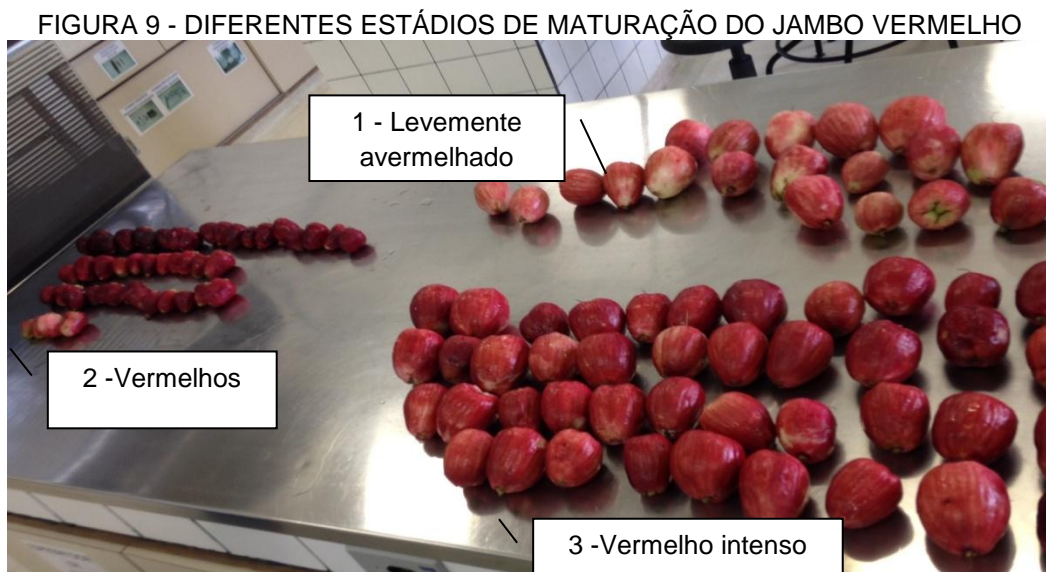 FIGURA 9 - DIFERENTES ESTÁDIOS DE MATURAÇÃO DO JAMBO VERMELHO
1 - Levemente
avermelhado
2 -Vermelhos
3 -Vermelho intenso